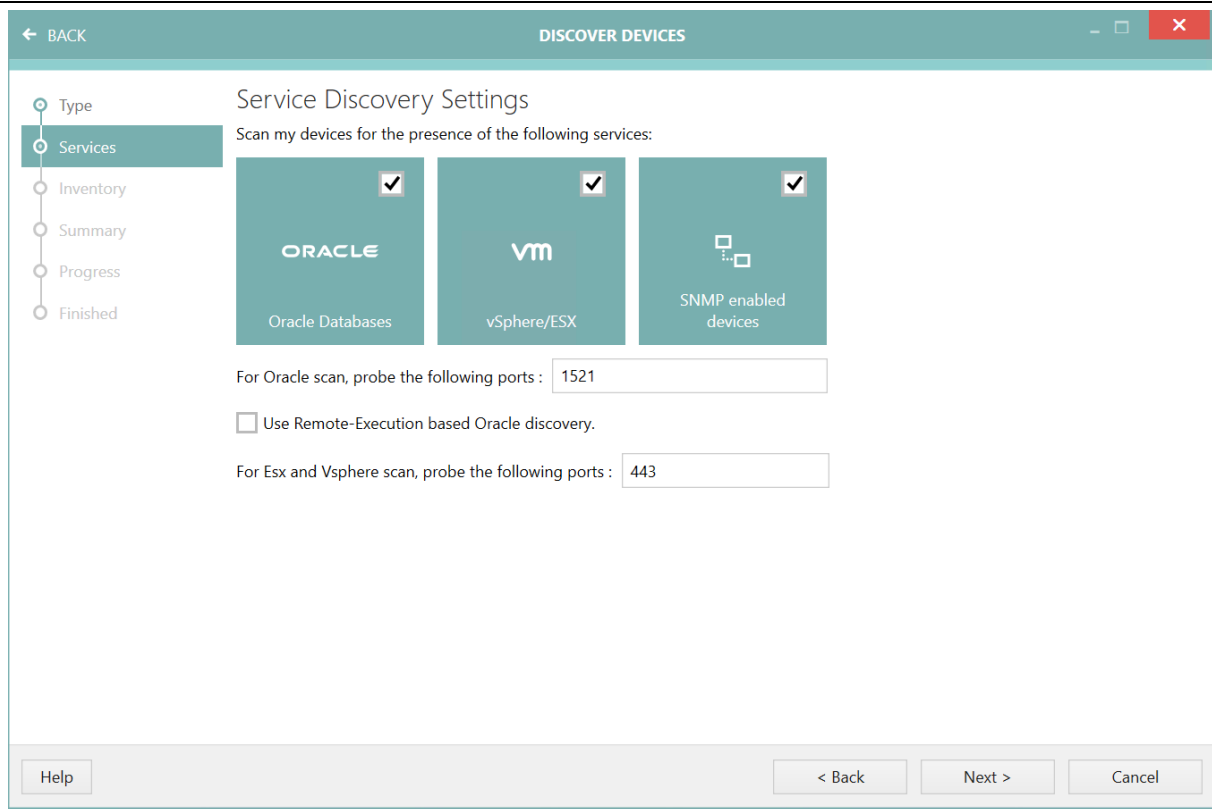 BACK
DISCOVER DEVICES
Type
Services
Inventory
Summary
Progress
Finished
Service Discovery Settings
Scan my devices for the presence of the following services:
ORACLE
Oracle Databases
vm
vSphere/ESX
SNMP enabled
devices
For Oracle scan, probe the following ports : 1521
Use Remote-Execution based Oracle discovery.
For Esx and Vsphere scan, probe the following ports : 443
Help
< Back
Next >
Cancel